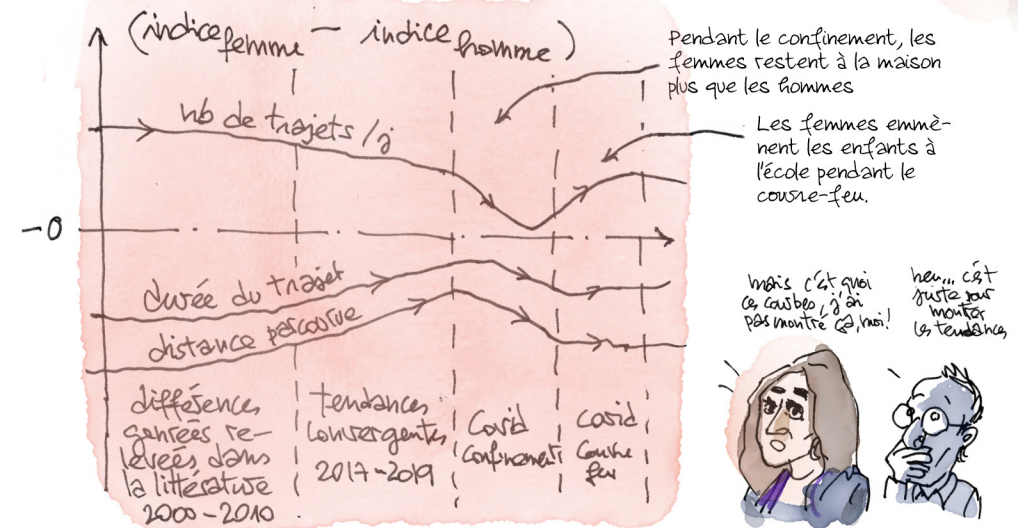 (indice femme – indice homme)
nb de trajets / j
Pendant le confinement, les
femmes restent à la maison
plus que les hommes
Les femmes emmè-
nent les enfants à
l'école pendant le
couvre-feu.
0
durée du trajet
distance parcourue
différences
genrées re-
levées dans
la littérature
2000-2010
tendances
convergentes
2017-2019
Covid
Confinement
Covid
Couvre
feu
mais c'est quoi
ces courbes, j'ai
pas montré ça, moi!
heu... c'est
juste pour
montrer
les tendances